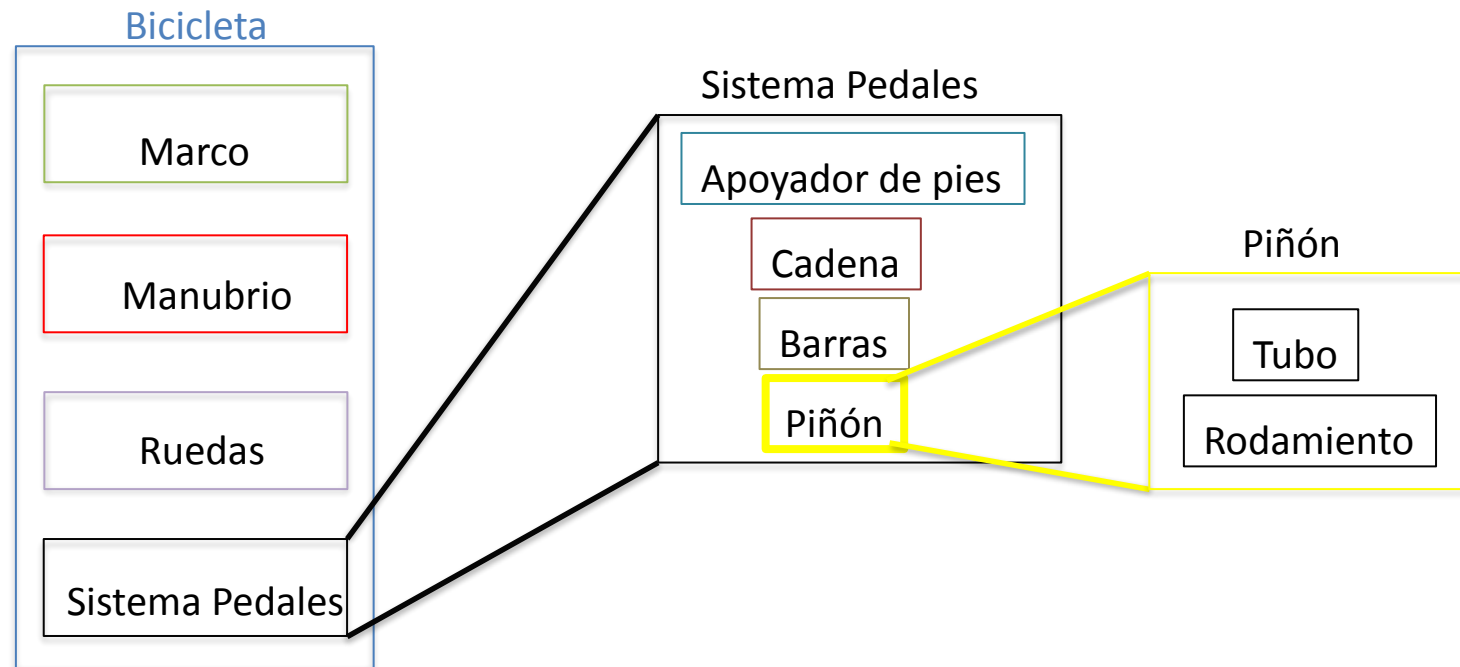 Bicicleta
Marco
Manubrio
Ruedas
Sistema Pedales
Sistema Pedales
Apoyador de pies
Cadena
Barras
Piñón
Piñón
Tubo
Rodamiento